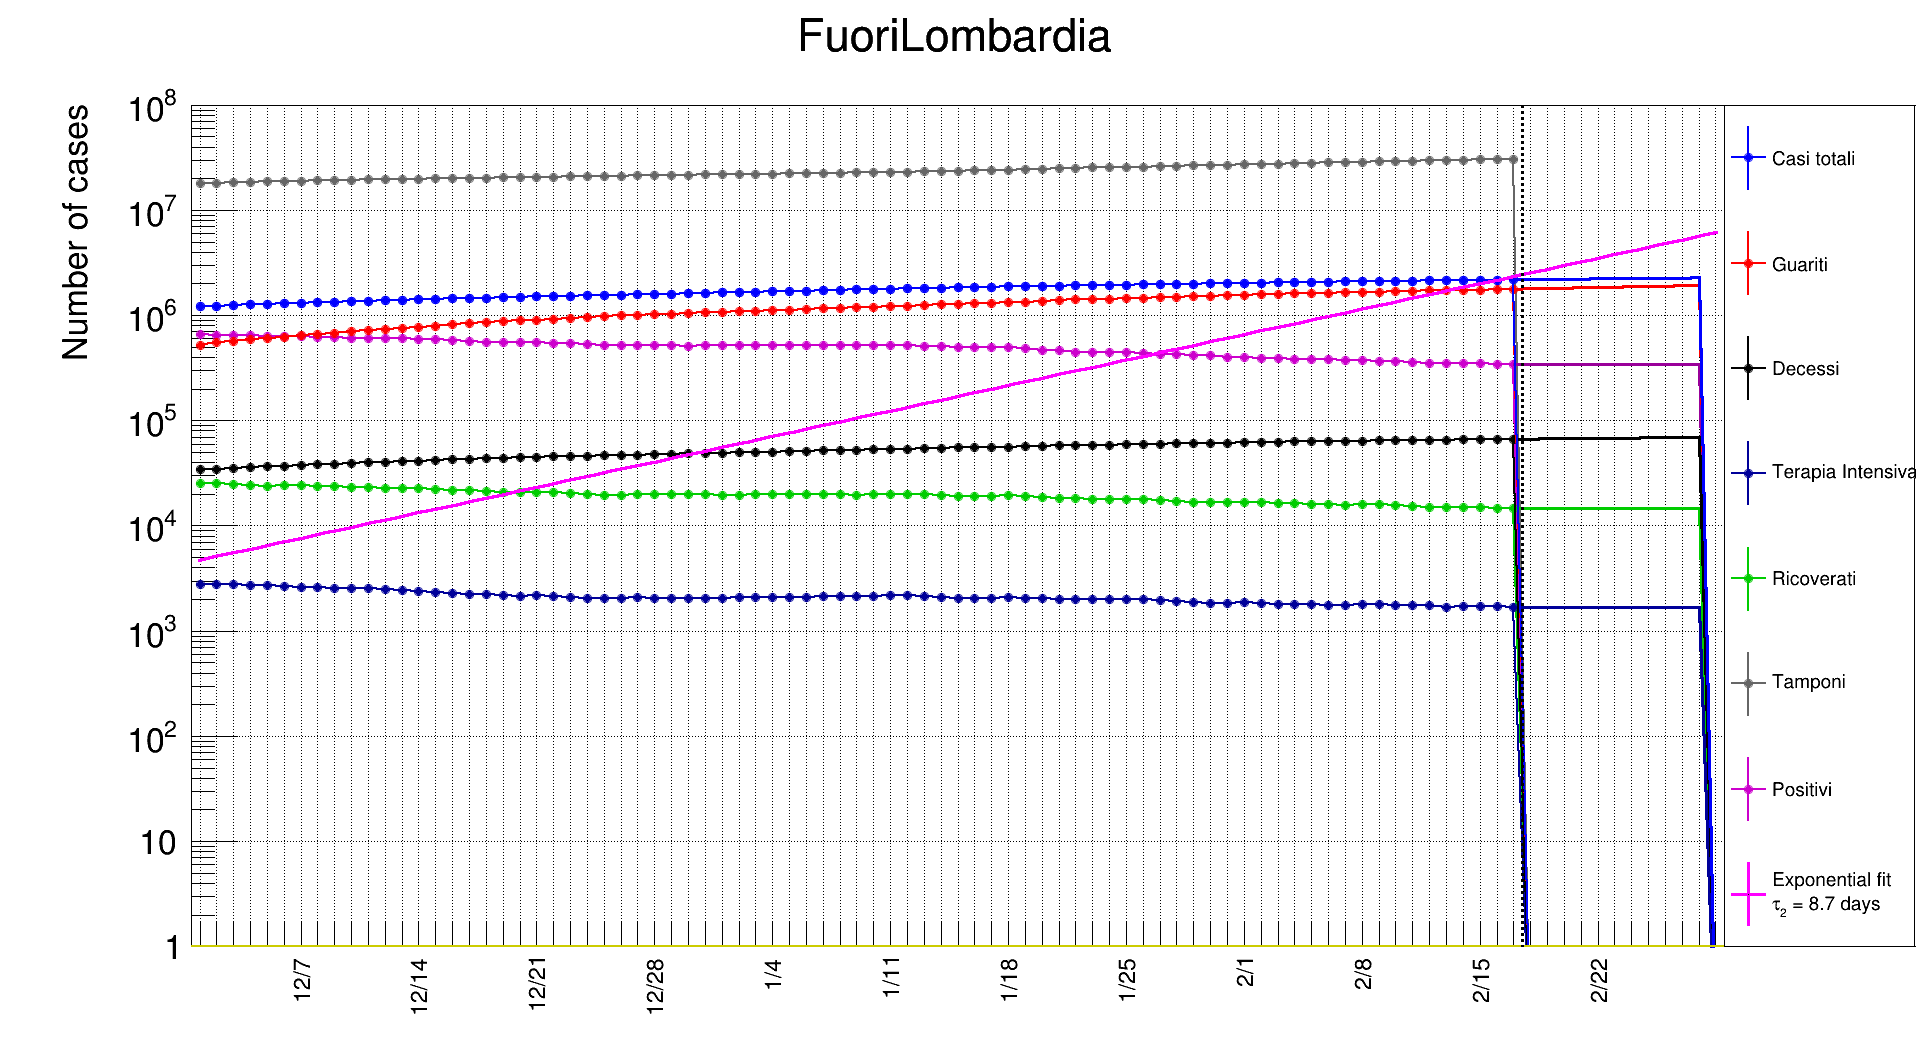 FuoriLombardia
Number of cases
10^8
10^7
10^6
10^5
10^4
10^3
10^2
10
1
12/7
12/14
12/21
12/28
1/4
1/11
1/18
1/25
2/1
2/8
2/15
2/22
Casi totali
Guariti
Decessi
Terapia Intensiva
Ricoverati
Tamponi
Positivi
Exponential fit
τ₂ = 8.7 days